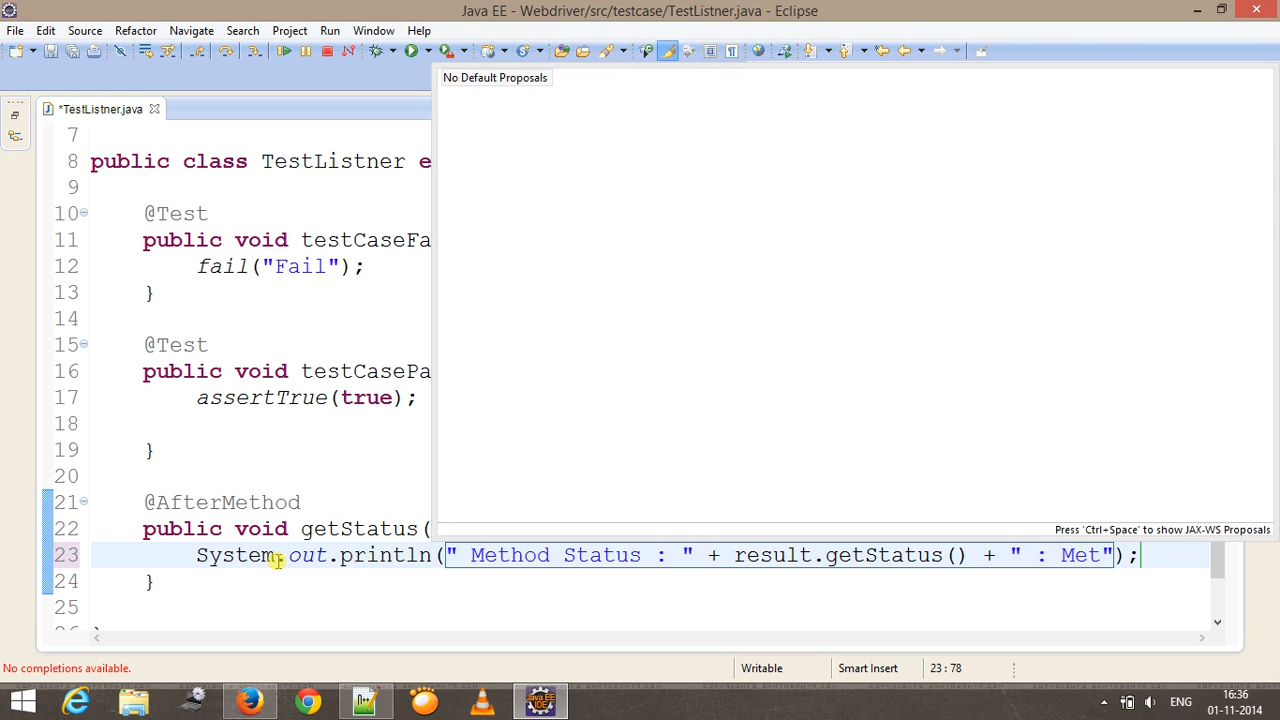 Java EE - Webdriver/src/testcase/TestListner.java - Eclipse
File Edit Source Refactor Navigate Search Project Run Window Help
No Default Proposals
*TestListner.java
7
8 public class TestListner e
9
10 @Test
11 public void testCaseFa
12 fail("Fail");
13 }
14
15 @Test
16 public void testCasePa
17 assertTrue(true);
18
19 }
20
21 @AfterMethod
22 public void getStatus(
Press 'Ctrl+Space' to show JAX-WS Proposals
23 System.out.println(" Method Status : " + result.getStatus() + " : Met");
24 }
25
No completions available. Writable Smart Insert 23 : 78
ENG 16:36
01-11-2014